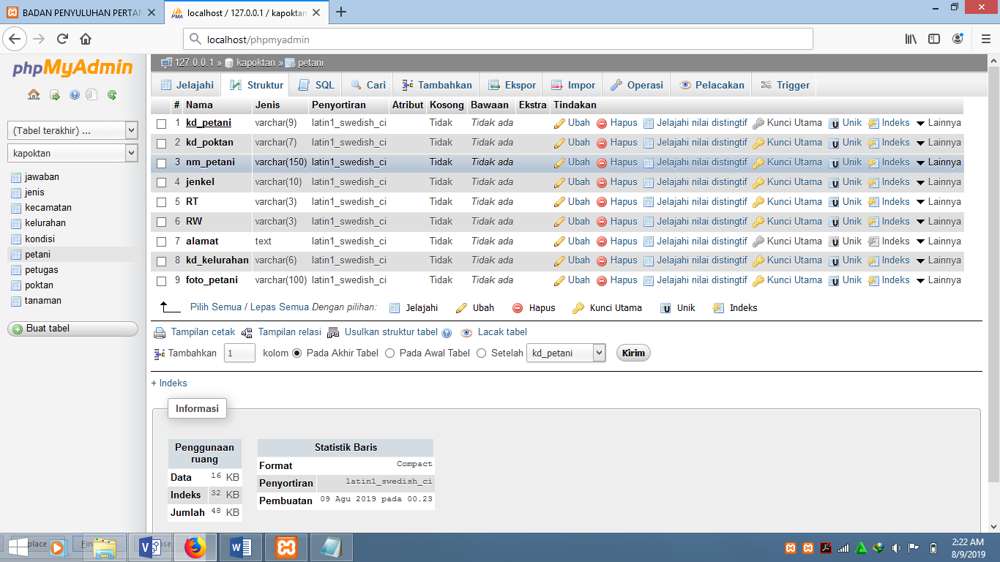 BADAN PENYULUHAN PERTAN
localhost / 127.0.0.1 / kapoktan
localhost/phpmyadmin
phpMyAdmin
(Tabel terakhir) ...
kapoktan
jawaban
jenis
kecamatan
kelurahan
kondisi
petani
petugas
poktan
tanaman
Buat tabel
127.0.0.1 » kapoktan » petani
Jelajahi Struktur SQL Cari Tambahkan Ekspor Impor Operasi Pelacakan Trigger
# Nama Jenis Penyortiran Atribut Kosong Bawaan Ekstra Tindakan
1 kd_petani varchar(9) latin1_swedish_ci Tidak Tidak ada Ubah Hapus Jelajahi nilai distingtif Kunci Utama Unik Indeks Lainnya
2 kd_poktan varchar(7) latin1_swedish_ci Tidak Tidak ada Ubah Hapus Jelajahi nilai distingtif Kunci Utama Unik Indeks Lainnya
3 nm_petani varchar(150) latin1_swedish_ci Tidak Tidak ada Ubah Hapus Jelajahi nilai distingtif Kunci Utama Unik Indeks Lainnya
4 jenkel varchar(10) latin1_swedish_ci Tidak Tidak ada Ubah Hapus Jelajahi nilai distingtif Kunci Utama Unik Indeks Lainnya
5 RT varchar(3) latin1_swedish_ci Tidak Tidak ada Ubah Hapus Jelajahi nilai distingtif Kunci Utama Unik Indeks Lainnya
6 RW varchar(3) latin1_swedish_ci Tidak Tidak ada Ubah Hapus Jelajahi nilai distingtif Kunci Utama Unik Indeks Lainnya
7 alamat text latin1_swedish_ci Tidak Tidak ada Ubah Hapus Jelajahi nilai distingtif Kunci Utama Unik Indeks Lainnya
8 kd_kelurahan varchar(6) latin1_swedish_ci Tidak Tidak ada Ubah Hapus Jelajahi nilai distingtif Kunci Utama Unik Indeks Lainnya
9 foto_petani varchar(100) latin1_swedish_ci Tidak Tidak ada Ubah Hapus Jelajahi nilai distingtif Kunci Utama Unik Indeks Lainnya
Pilih Semua / Lepas Semua Dengan pilihan: Jelajahi Ubah Hapus Kunci Utama Unik Indeks
Tampilan cetak Tampilan relasi Usulkan struktur tabel Lacak tabel
Tambahkan 1 kolom Pada Akhir Tabel Pada Awal Tabel Setelah kd_petani Kirim
+ Indeks
Informasi
Penggunaan
ruang
Data 16 KB
Indeks 32 KB
Jumlah 48 KB
Statistik Baris
Format Compact
Penyortiran latin1_swedish_ci
Pembuatan 09 Agu 2019 pada 00.23
2:22 AM
8/9/2019